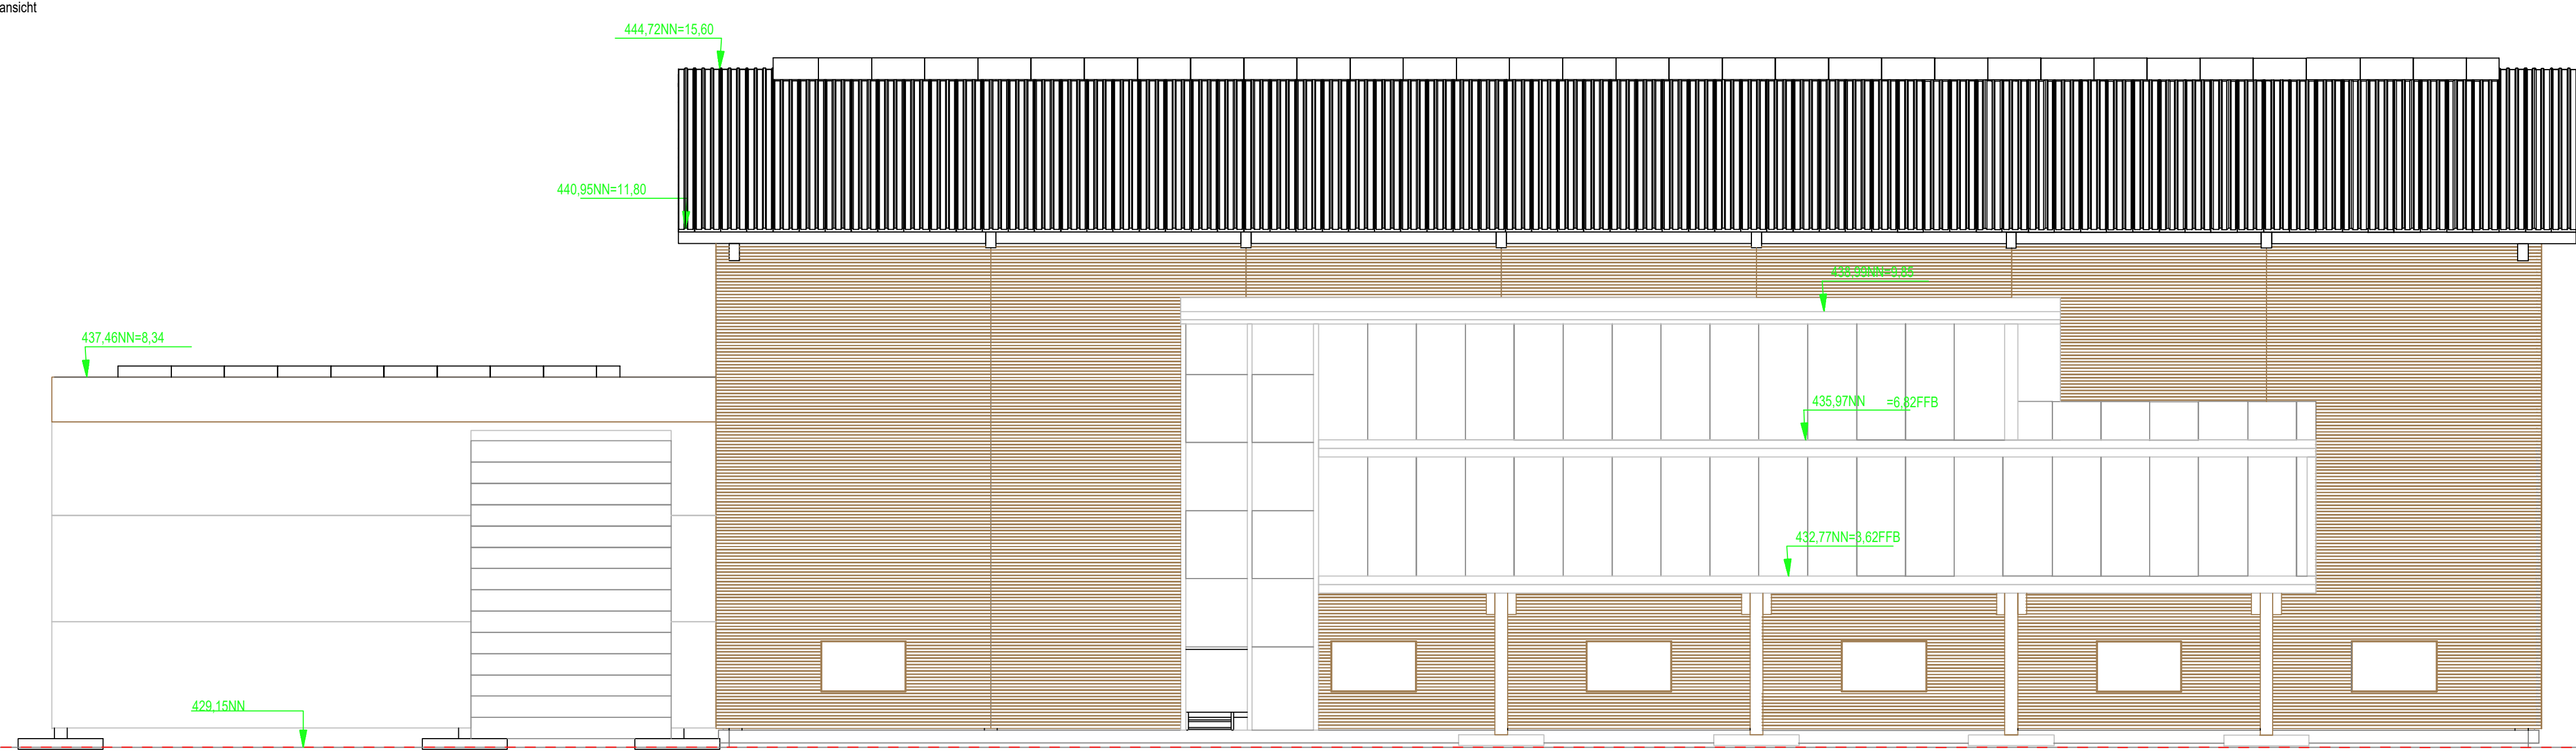 ansicht
444,72NN=15,60
440,95NN=11,80
437,46NN=8,34
435,97NN =6,82FFB
432,77NN=3,62FFB
429,15NN